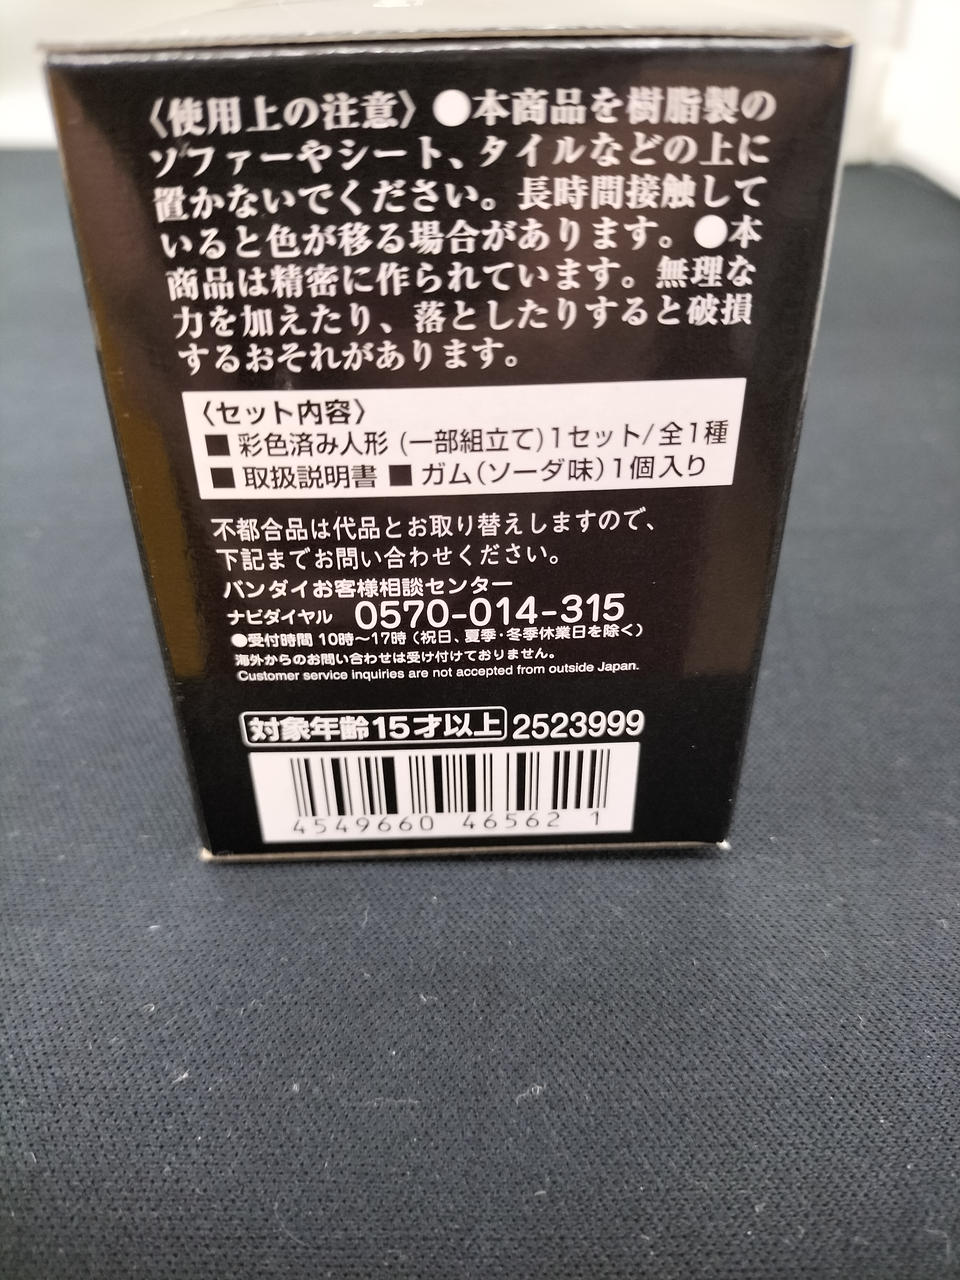 〈使用上の注意〉●本商品を樹脂製の
ソファーやシート、タイルなどの上に
置かないでください。長時間接触して
いると色が移る場合があります。●本
商品は精密に作られています。無理な
力を加えたり、落としたりすると破損
するおそれがあります。
〈セット内容〉
■彩色済み人形(一部組立て)1セット/全1種
■取扱説明書■ガム(ソーダ味)1個入り
不都合品は代品とお取り替えしますので、
下記までお問い合わせください。
バンダイお客様相談センター
ナビダイヤル 0570-014-315
●受付時間 10時〜17時(祝日、夏季・冬季休業日を除く)
海外からのお問い合わせは受け付けておりません。
Customer service inquiries are not accepted from outside Japan.
対象年齢15才以上 2523999
4549660 46562 1